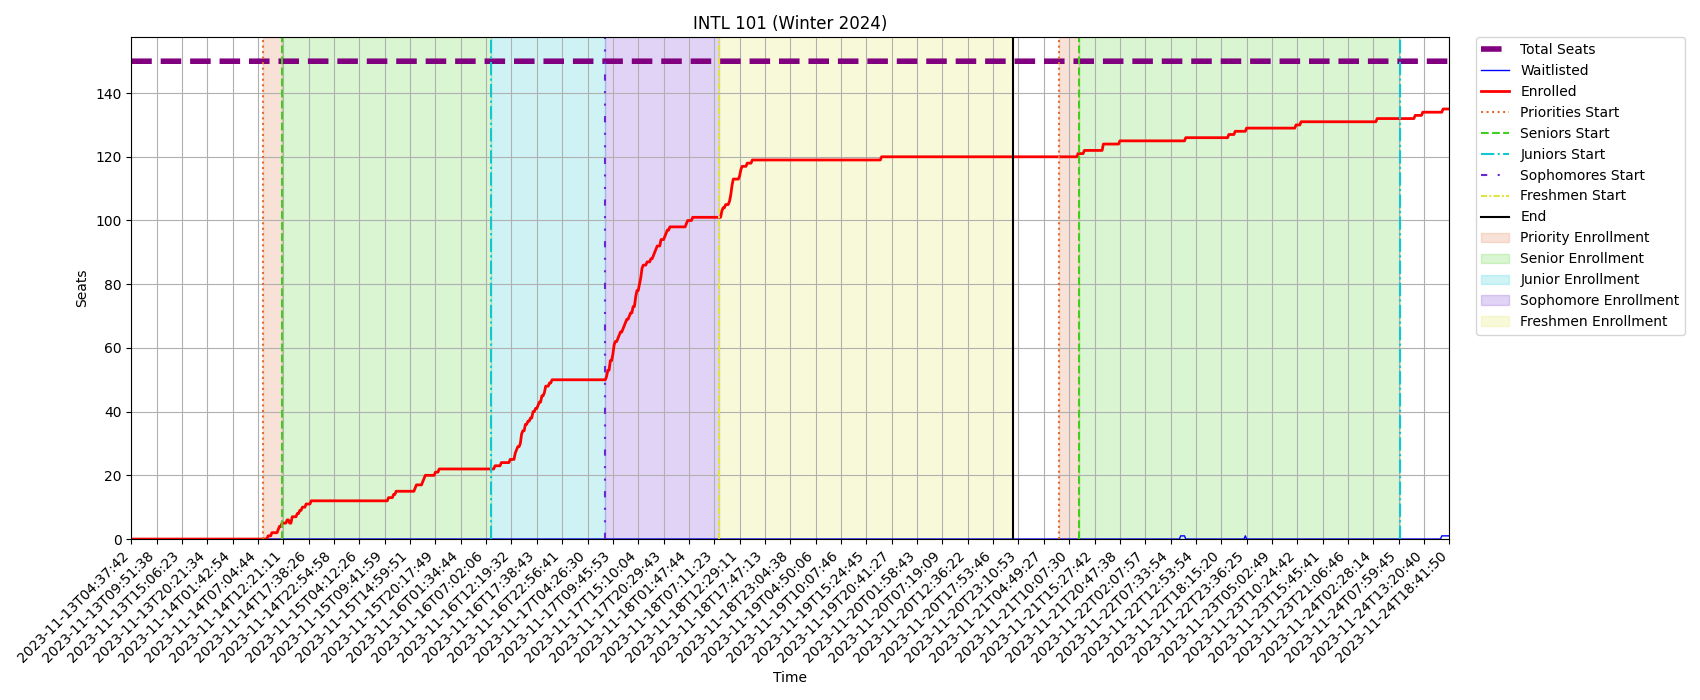 INTL 101 (Winter 2024)
Total Seats
Waitlisted
Enrolled
Priorities Start
Seniors Start
Juniors Start
Sophomores Start
Freshmen Start
End
Priority Enrollment
Senior Enrollment
Junior Enrollment
Sophomore Enrollment
Freshmen Enrollment
Seats
140
120
100
80
60
40
20
0
2023-11-13T04:37:42
2023-11-13T09:51:38
2023-11-13T15:06:23
2023-11-13T20:21:34
2023-11-14T01:42:54
2023-11-14T07:04:44
2023-11-14T12:21:11
2023-11-14T17:38:26
2023-11-14T22:54:58
2023-11-15T04:12:26
2023-11-15T09:41:59
2023-11-15T14:59:51
2023-11-15T20:17:49
2023-11-16T01:34:44
2023-11-16T07:02:06
2023-11-16T12:19:32
2023-11-16T17:38:43
2023-11-16T22:56:41
2023-11-17T04:26:30
2023-11-17T09:45:53
2023-11-17T15:10:04
2023-11-17T20:29:43
2023-11-18T01:47:44
2023-11-18T07:11:23
2023-11-18T12:29:11
2023-11-18T17:47:13
2023-11-18T23:04:38
2023-11-19T04:50:06
2023-11-19T10:07:46
2023-11-19T15:24:45
2023-11-19T20:41:27
2023-11-20T01:58:43
2023-11-20T07:19:09
2023-11-20T12:36:22
2023-11-20T17:53:46
2023-11-20T23:10:53
2023-11-21T04:49:27
2023-11-21T10:07:30
2023-11-21T15:27:42
2023-11-21T20:47:38
2023-11-22T02:07:57
2023-11-22T07:33:54
2023-11-22T12:53:54
2023-11-22T18:15:20
2023-11-22T23:36:25
2023-11-23T05:02:49
2023-11-23T10:24:42
2023-11-23T15:45:41
2023-11-23T21:06:46
2023-11-24T02:28:14
2023-11-24T07:59:45
2023-11-24T13:20:40
2023-11-24T18:41:50
Time